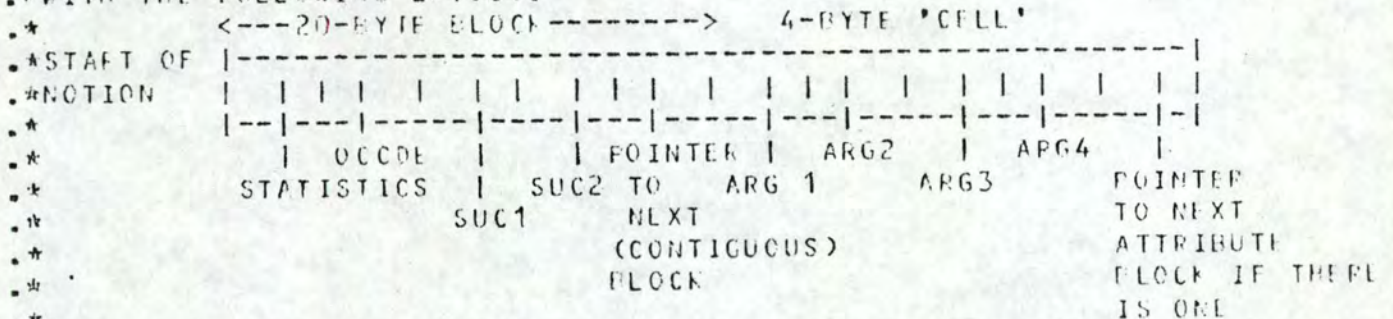 .* <---20-BYTE BLOCK--------> 4-BYTE 'CELL'
.*START OF |--------------------------------------------------|
.*NOTION | | | | | | | | | | | | | | | | | |
.* |--|---|-----|----|---|-----|---|-----|---|-----|-|
.* | OCCDE | | POINTER | ARG2 | ARG4 |
.* STATISTICS | SUC2 TO ARG 1 ARG3 POINTER
.* SUC1 NEXT TO NEXT
.* (CONTIGUOUS) ATTRIBUTE
.* BLOCK BLOCK IF THERE
.* IS ONE